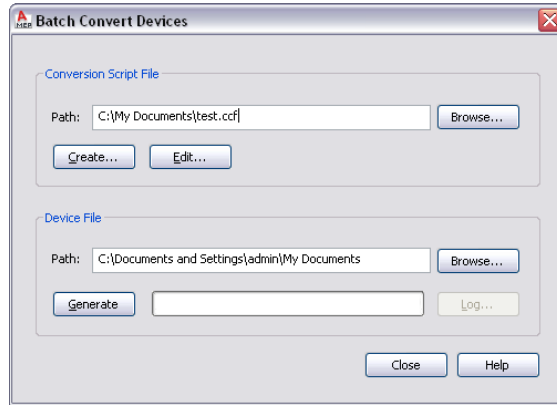 A MEP Batch Convert Devices
Conversion Script File
Path: C:\My Documents\test.ccf Browse...
Create... Edit...
Device File
Path: C:\Documents and Settings\admin\My Documents Browse...
Generate Log...
Close Help